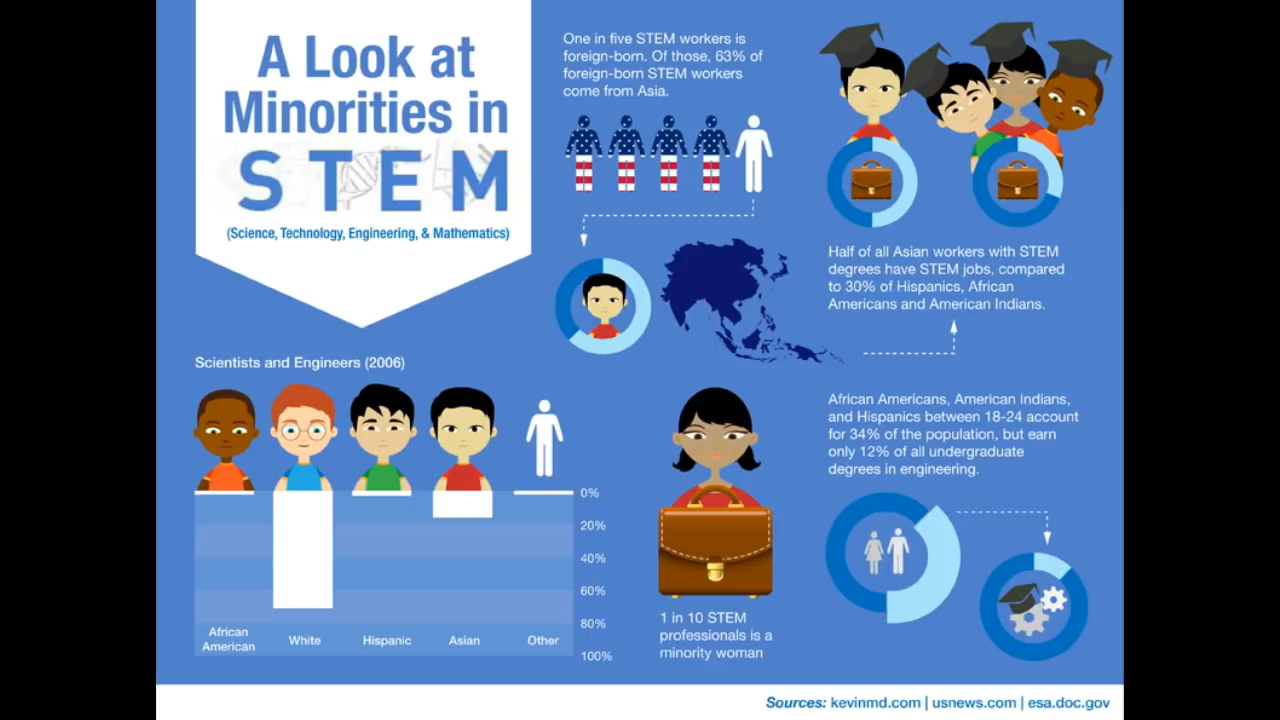 A Look at
Minorities in
STEM
(Science, Technology, Engineering, & Mathematics)
One in five STEM workers is
foreign-born. Of those, 63% of
foreign-born STEM workers
come from Asia.
Half of all Asian workers with STEM
degrees have STEM jobs, compared
to 30% of Hispanics, African
Americans and American Indians.
Scientists and Engineers (2006)
0%
20%
40%
60%
80%
100%
African
American
White
Hispanic
Asian
Other
1 in 10 STEM
professionals is a
minority woman
African Americans, American Indians,
and Hispanics between 18-24 account
for 34% of the population, but earn
only 12% of all undergraduate
degrees in engineering.
Sources: kevinmd.com | usnews.com | esa.doc.gov